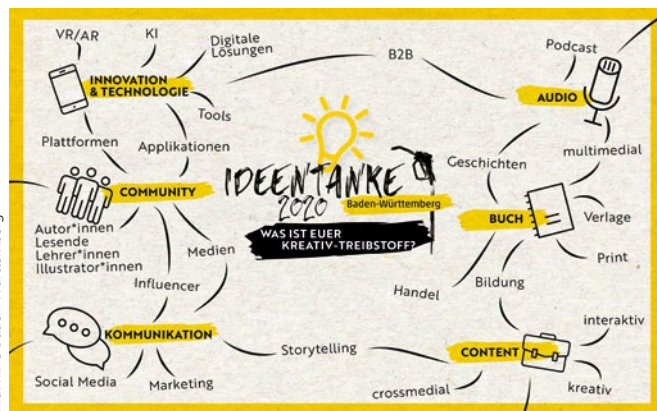 VR/AR
KI
Digitale
Lösungen
INNOVATION
& TECHNOLOGIE
Tools
B2B
Podcast
AUDIO
Plattformen
Applikationen
Geschichten
multimedial
COMMUNITY
IDEENTANKE
2020
Baden-Württemberg
WAS IST EUER
KREATIV-TREIBSTOFF?
BUCH
Verlage
Print
Autor*innen
Lesende
Lehrer*innen
Illustrator*innen
Medien
Influencer
Handel
Bildung
KOMMUNIKATION
Storytelling
CONTENT
interaktiv
Social Media
Marketing
crossmedial
kreativ